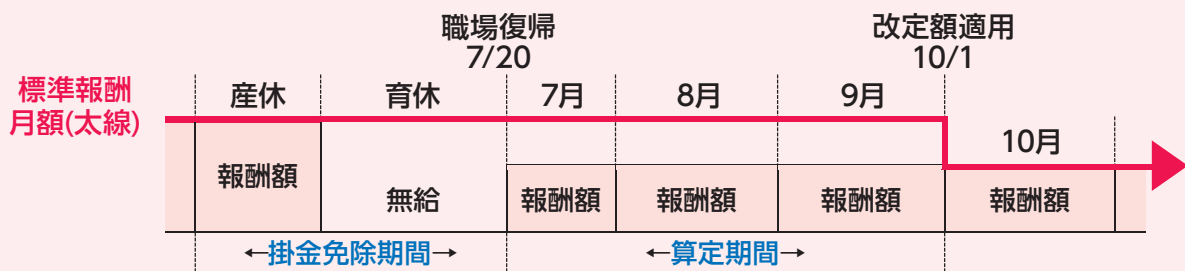 職場復帰
7/20
改定額適用
10/1
標準報酬
月額(太線)
産休
育休
7月
8月
9月
10月
報酬額
無給
報酬額
報酬額
報酬額
報酬額
←掛金免除期間→
←算定期間→